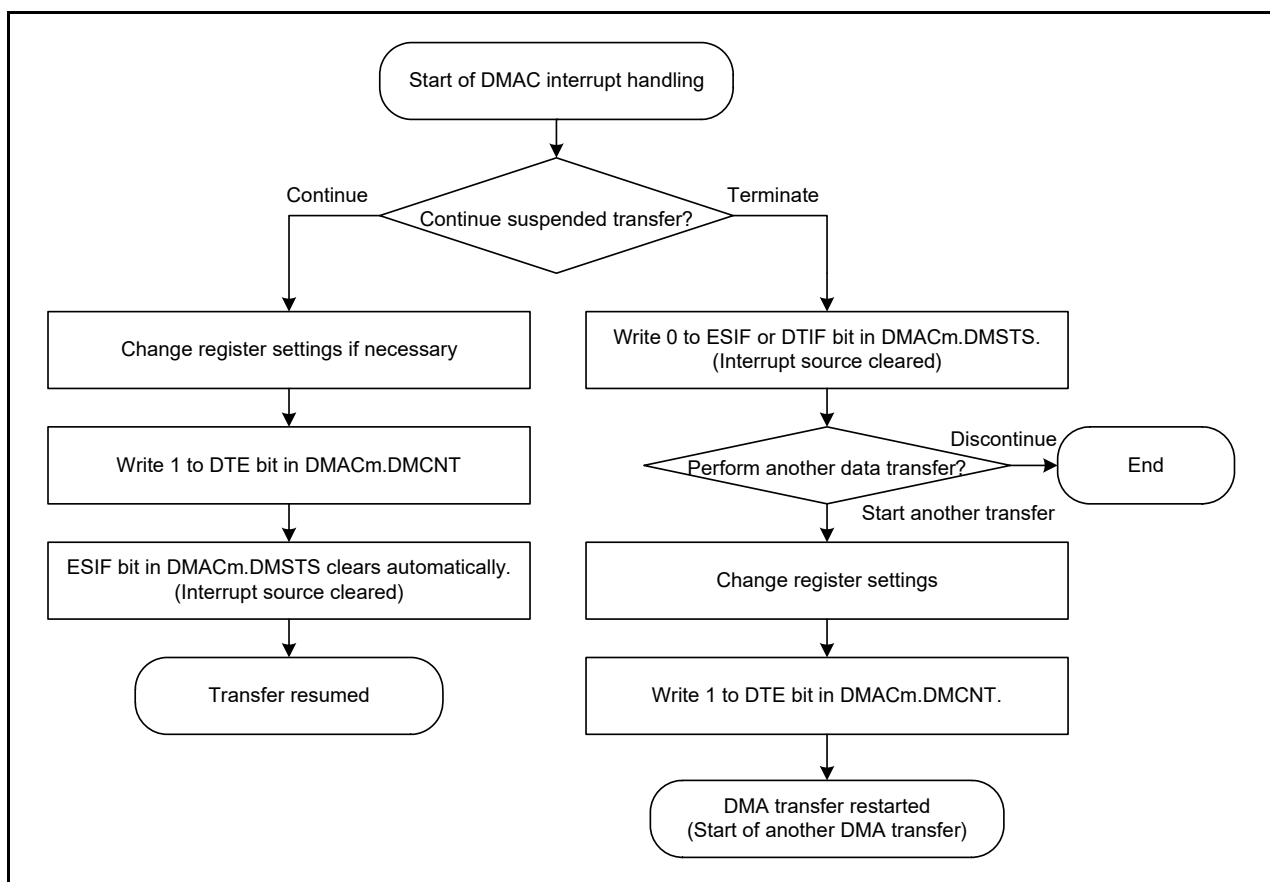 Start of DMAC interrupt handling
Continue
Terminate
Continue suspended transfer?
Change register settings if necessary
Write 1 to DTE bit in DMACm.DMCNT
ESIF bit in DMACm.DMSTS clears automatically.
(Interrupt source cleared)
Transfer resumed
Write 0 to ESIF or DTIF bit in DMACm.DMSTS.
(Interrupt source cleared)
Discontinue
Perform another data transfer?
End
Start another transfer
Change register settings
Write 1 to DTE bit in DMACm.DMCNT.
DMA transfer restarted
(Start of another DMA transfer)